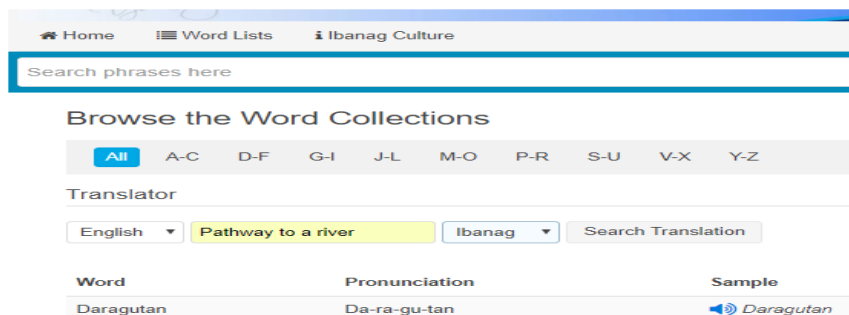 Home Word Lists Ibanag Culture
Search phrases here
Browse the Word Collections
All A-C D-F G-I J-L M-O P-R S-U V-X Y-Z
Translator
English Pathway to a river Ibanag Search Translation
Word Pronunciation Sample
Daragutan Da-ra-gu-tan Daragutan